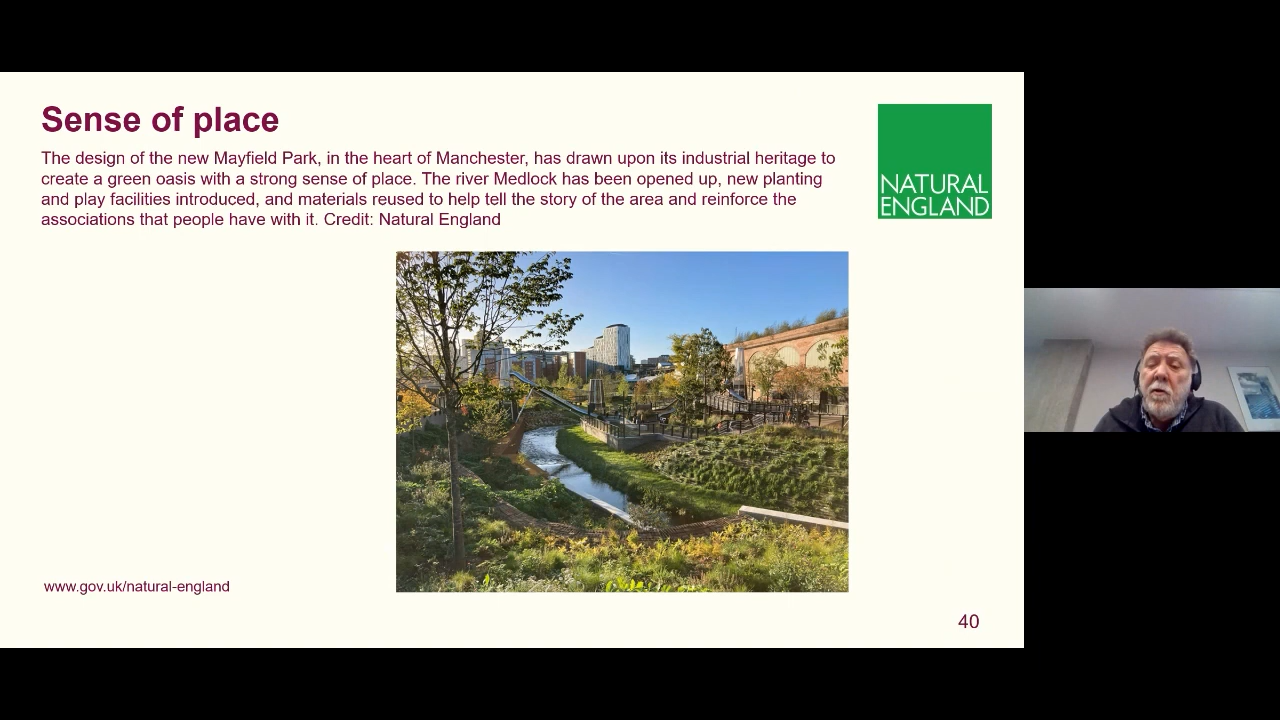 Sense of place
The design of the new Mayfield Park, in the heart of Manchester, has drawn upon its industrial heritage to
create a green oasis with a strong sense of place. The river Medlock has been opened up, new planting
and play facilities introduced, and materials reused to help tell the story of the area and reinforce the
associations that people have with it. Credit: Natural England
NATURAL
ENGLAND
www.gov.uk/natural-england
40